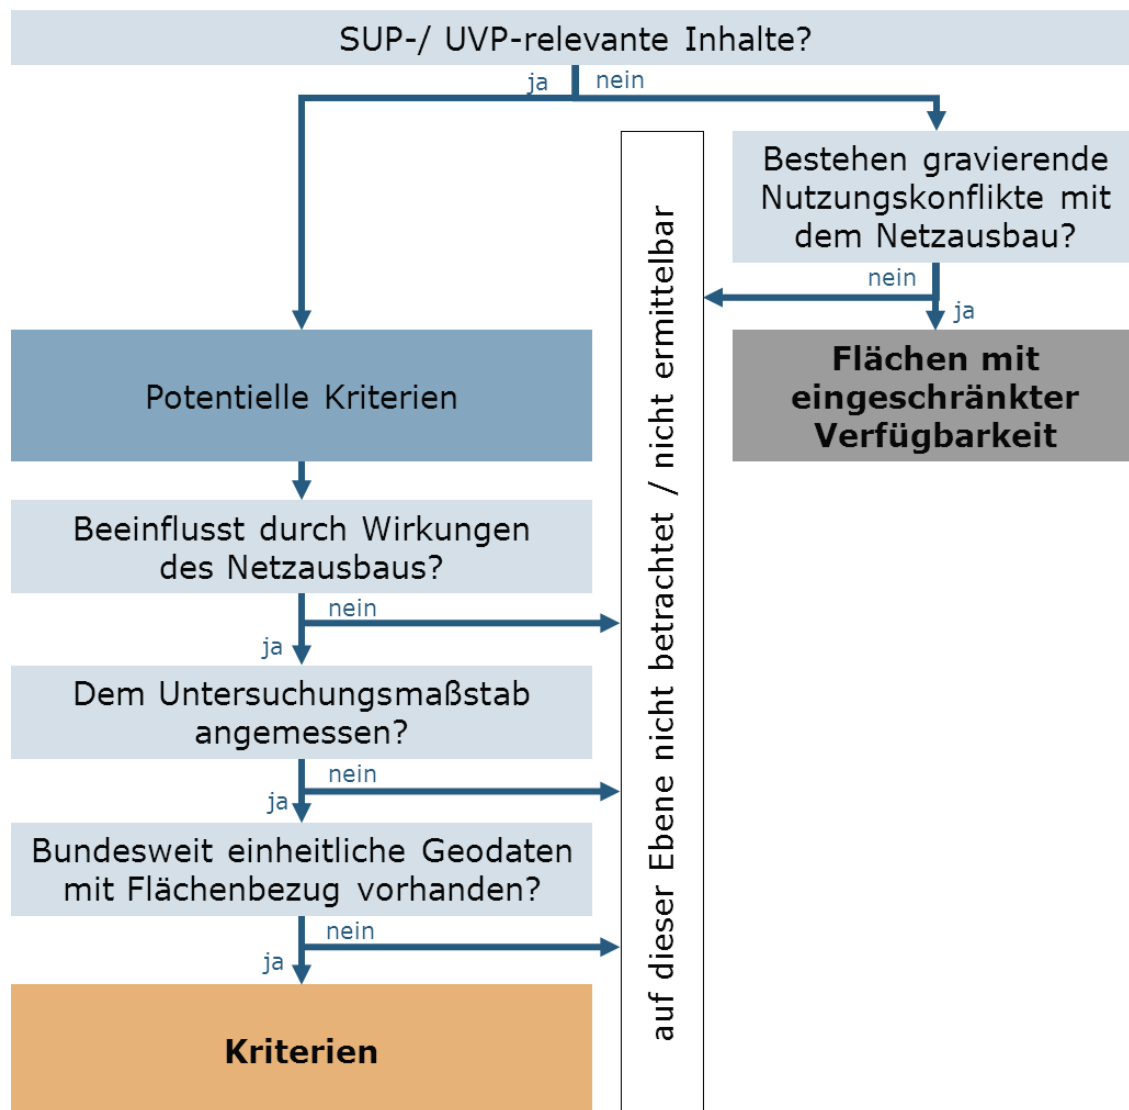 SUP-/ UVP-relevante Inhalte?
ja
nein
Bestehen gravierende
Nutzungskonflikte mit
dem Netzausbau?
nein
ja
Flächen mit
eingeschränkter
Verfügbarkeit
auf dieser Ebene nicht betrachtet / nicht ermittelbar
Potentielle Kriterien
Beeinflusst durch Wirkungen
des Netzausbaus?
nein
ja
Dem Untersuchungsmaßstab
angemessen?
nein
ja
Bundesweit einheitliche Geodaten
mit Flächenbezug vorhanden?
nein
ja
Kriterien